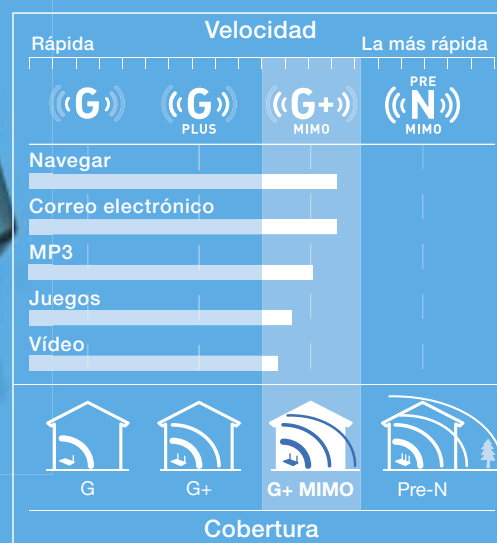 Velocidad
Rápida La más rápida
G G PLUS G+ MIMO PRE N MIMO
Navegar
Correo electrónico
MP3
Juegos
Vídeo
G G+ G+ MIMO Pre-N
Cobertura